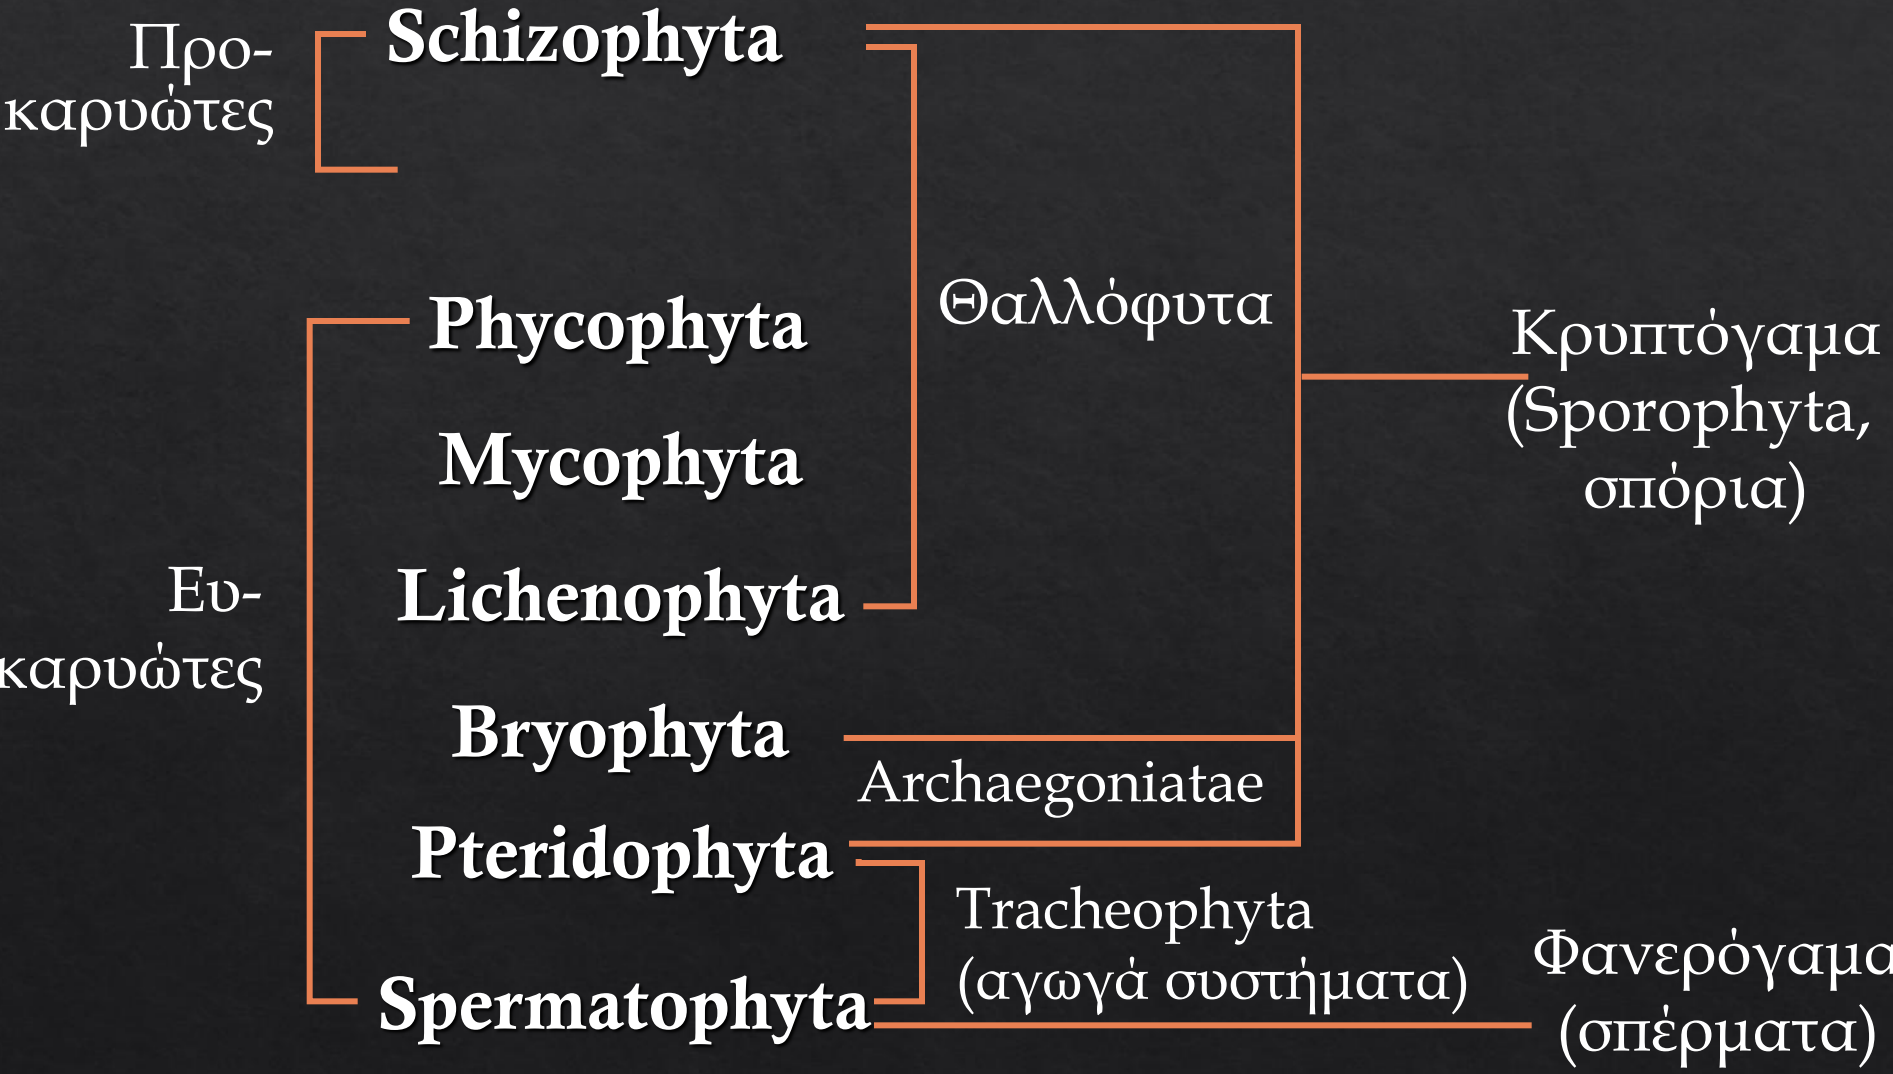 Προ-
καρυώτες
Schizophyta
Phycophyta
Θαλλόφυτα
Κρυπτόγαμα
(Sporophyta,
σπόρια)
Mycophyta
Ευ-
καρυώτες
Lichenophyta
Bryophyta
Archaegoniatae
Pteridophyta
Tracheophyta
(αγωγά συστήματα)
Spermatophyta
Φανερόγαμα
(σπέρματα)